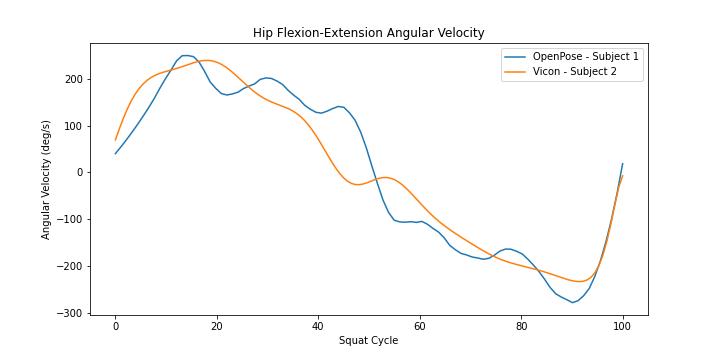 Hip Flexion-Extension Angular Velocity
OpenPose - Subject 1
Vicon - Subject 2
200
100
0
−100
−200
−300
Angular Velocity (deg/s)
0 20 40 60 80 100
Squat Cycle